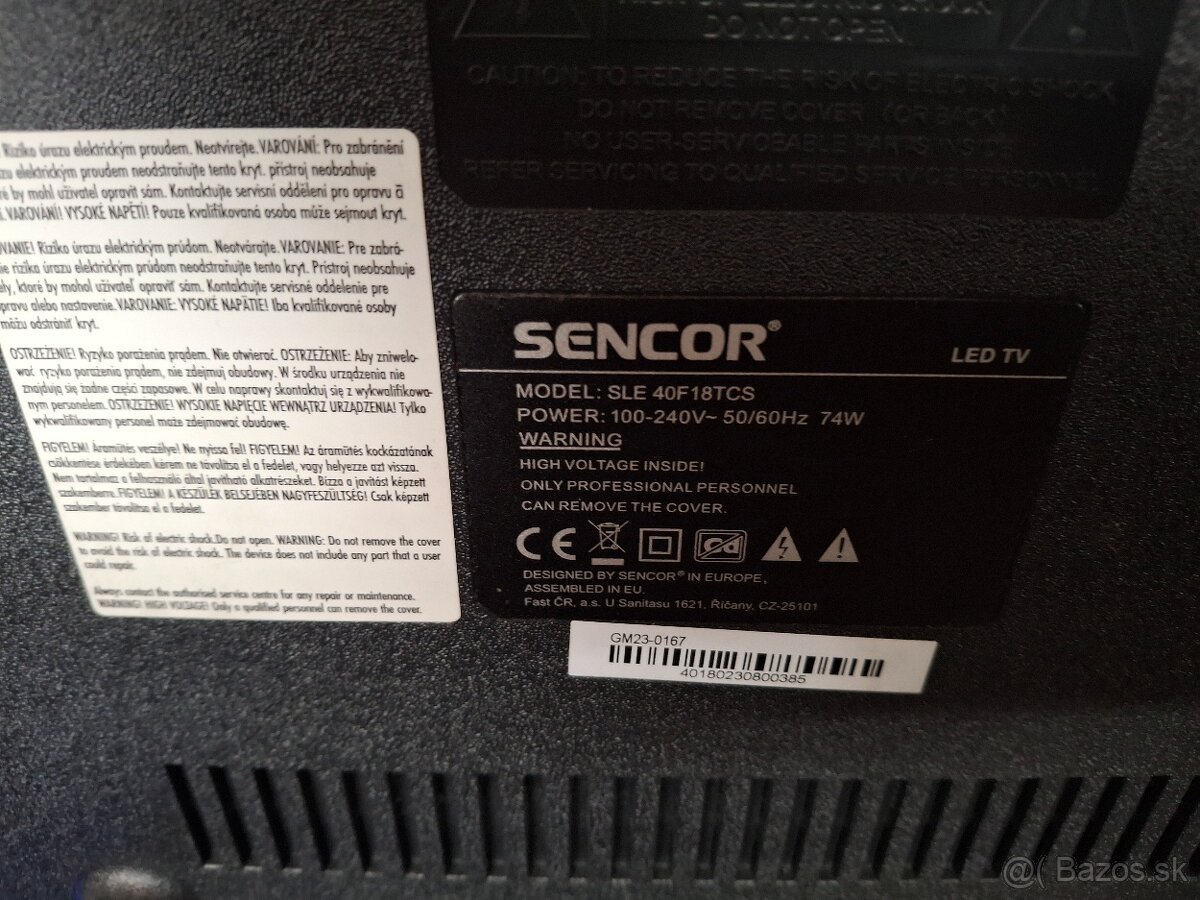 DO NOT OPEN
CAUTION: TO REDUCE THE RISK OF ELECTRIC SHOCK
DO NOT REMOVE COVER (OR BACK)
REFER SERVICING TO QUALIFIED SERVICE
Riziko úrazu elektrickým proudem. Neotvírejte. VAROVÁNÍ: Pro zabránění
elektrickým proudem neodstraňujte tento kryt. přístroj neobsahuje
by mohl uživatel opravit sám. Kontaktujte servisní oddělení pro opravu
VAROVÁNÍ! VYSOKÉ NAPĚTÍ! Pouze kvalifikovaná osoba může sejmout kryt.
Riziko úrazu elektrickým prúdom. Neotvárajte. VAROVANIE: Pre zabrá-
rizika úrazu elektrickým prúdom neodstraňujte tento kryt. Prístroj neobsahuje
ktoré by mohol užívateľ opraviť sám. Kontaktujte servisné oddelenie pre
opravu alebo nastavenie. VAROVANIE: VYSOKÉ NAPÄTIE! Iba kvalifikované osoby
môžu odstrániť kryt.
OSTRZEŻENIE! Ryzyko porażenia prądem. Nie otwierać. OSTRZEŻENIE: Aby zniwelo-
wać ryzyko porażenia prądem, nie zdejmuj obudowy. W środku urządzenia nie
znajdują się żadne części zapasowe. W celu naprawy skontaktuj się z wykwalifikowa-
nym personelem. OSTRZEŻENIE! WYSOKIE NAPIĘCIE WEWNĄTRZ URZĄDZENIA! Tylko
wykwalifikowany personel może zdejmować obudowę.
FIGYELEM! Áramütés veszélye! Ne nyissa fel! FIGYELEM! Az áramütés kockázatának
csökkentése érdekében kérem ne távolítsa el a fedelet, vagy helyezze azt vissza.
Nem tartalmaz a felhasználó által javítható alkatrészeket. Bízza a javítást képzett
szakemberre. FIGYELEM! A KÉSZÜLÉK BELSEJÉBEN NAGYFESZÜLTSÉG! Csak képzett
szakember távolítsa el a fedelet.
WARNING! Risk of electric shock.Do not open. WARNING: Do not remove the cover
to avoid the risk of electric shock. The device does not include any part that a user
could repair.
Always contact the authorised service centre for any repair or maintenance.
WARNING! HIGH VOLTAGE! Only a qualified personnel can remove the cover.
SENCOR®
LED TV
MODEL: SLE 40F18TCS
POWER: 100-240V~ 50/60Hz 74W
WARNING
HIGH VOLTAGE INSIDE!
ONLY PROFESSIONAL PERSONNEL
CAN REMOVE THE COVER.
CE Cd
DESIGNED BY SENCOR® IN EUROPE,
ASSEMBLED IN EU.
Fast ČR, a.s. U Sanitasu 1621, Říčany, CZ-25101
GM23-0167
40180230800385
@( Bazos.sk